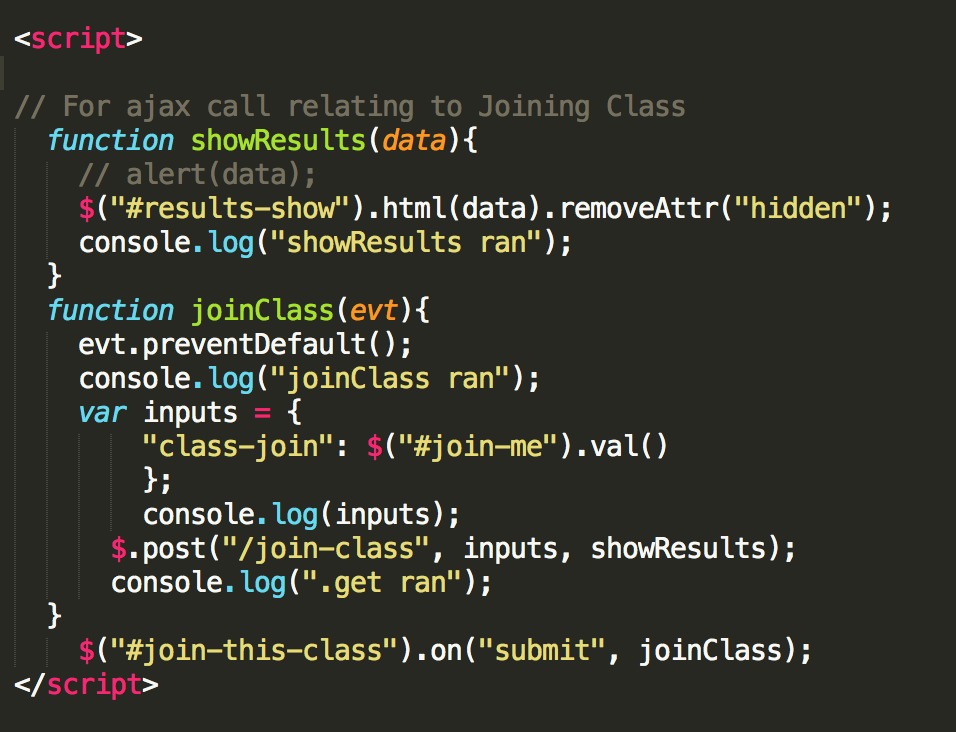 <script>
// For ajax call relating to Joining Class
function showResults(data){
// alert(data);
$("#results-show").html(data).removeAttr("hidden");
console.log("showResults ran");
}
function joinClass(evt){
evt.preventDefault();
console.log("joinClass ran");
var inputs = {
"class-join": $("#join-me").val()
};
console.log(inputs);
$.post("/join-class", inputs, showResults);
console.log(".get ran");
}
$("#join-this-class").on("submit", joinClass);
</script>